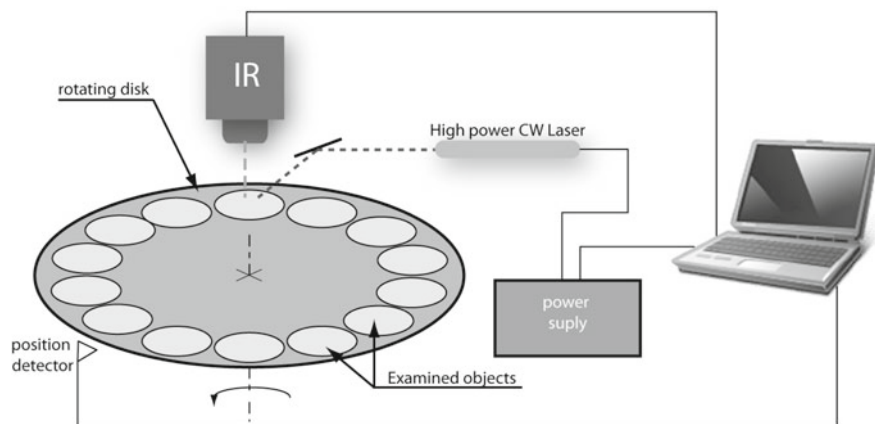 IR
rotating disk
High power CW Laser
power
suply
position
detector
Examined objects